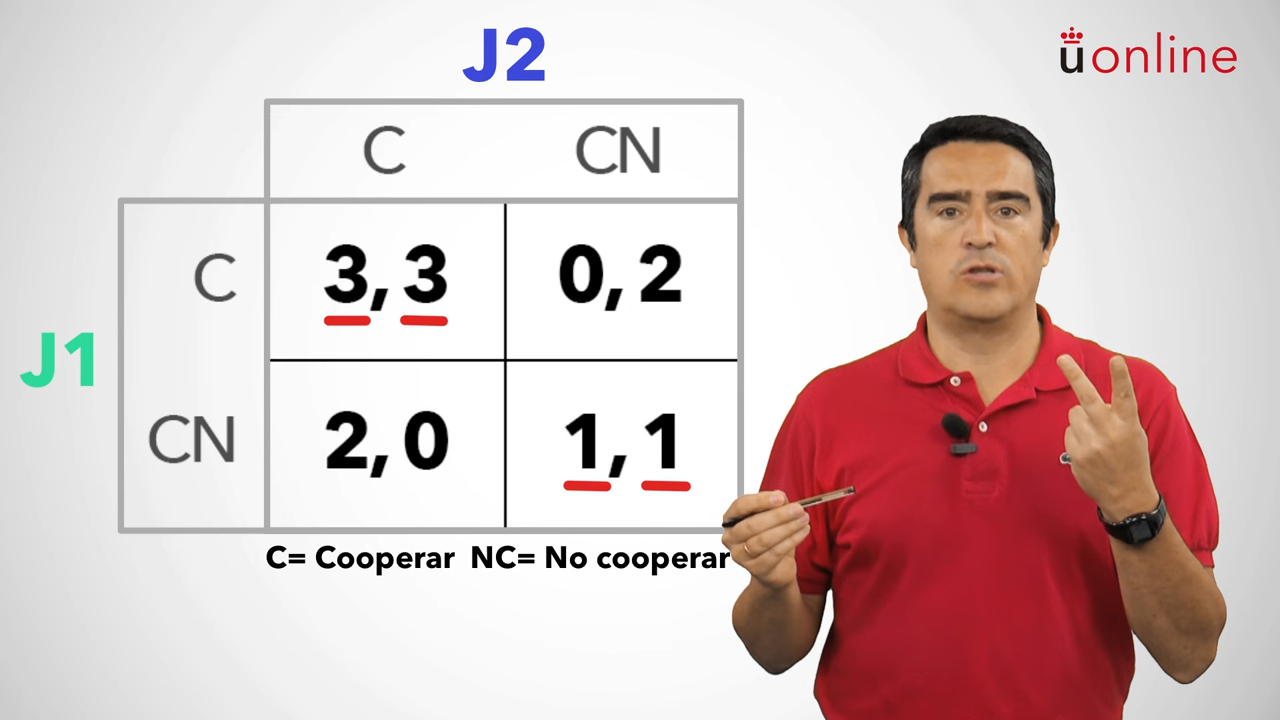 J2
üonline
C CN
C 3, 3 0, 2
J1
CN 2, 0 1, 1
C= Cooperar NC= No cooperar